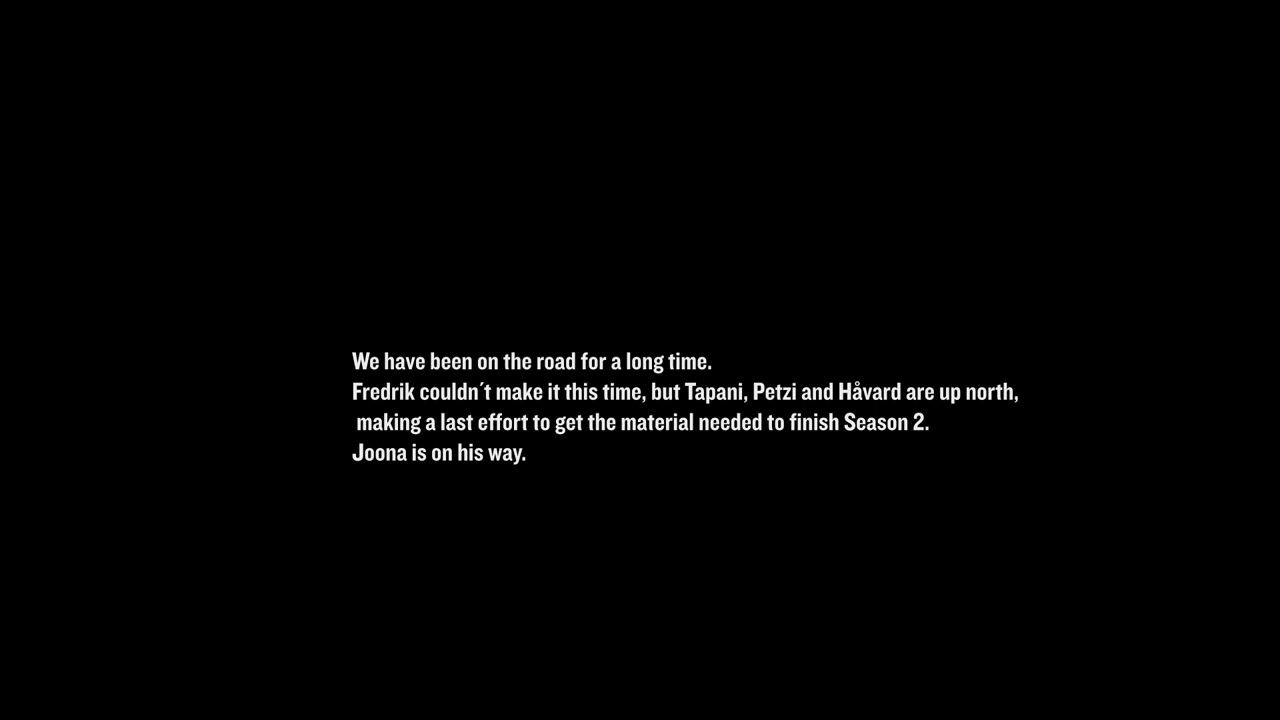 We have been on the road for a long time.
Fredrik couldn´t make it this time, but Tapani, Petzi and Håvard are up north,
making a last effort to get the material needed to finish Season 2.
Joona is on his way.